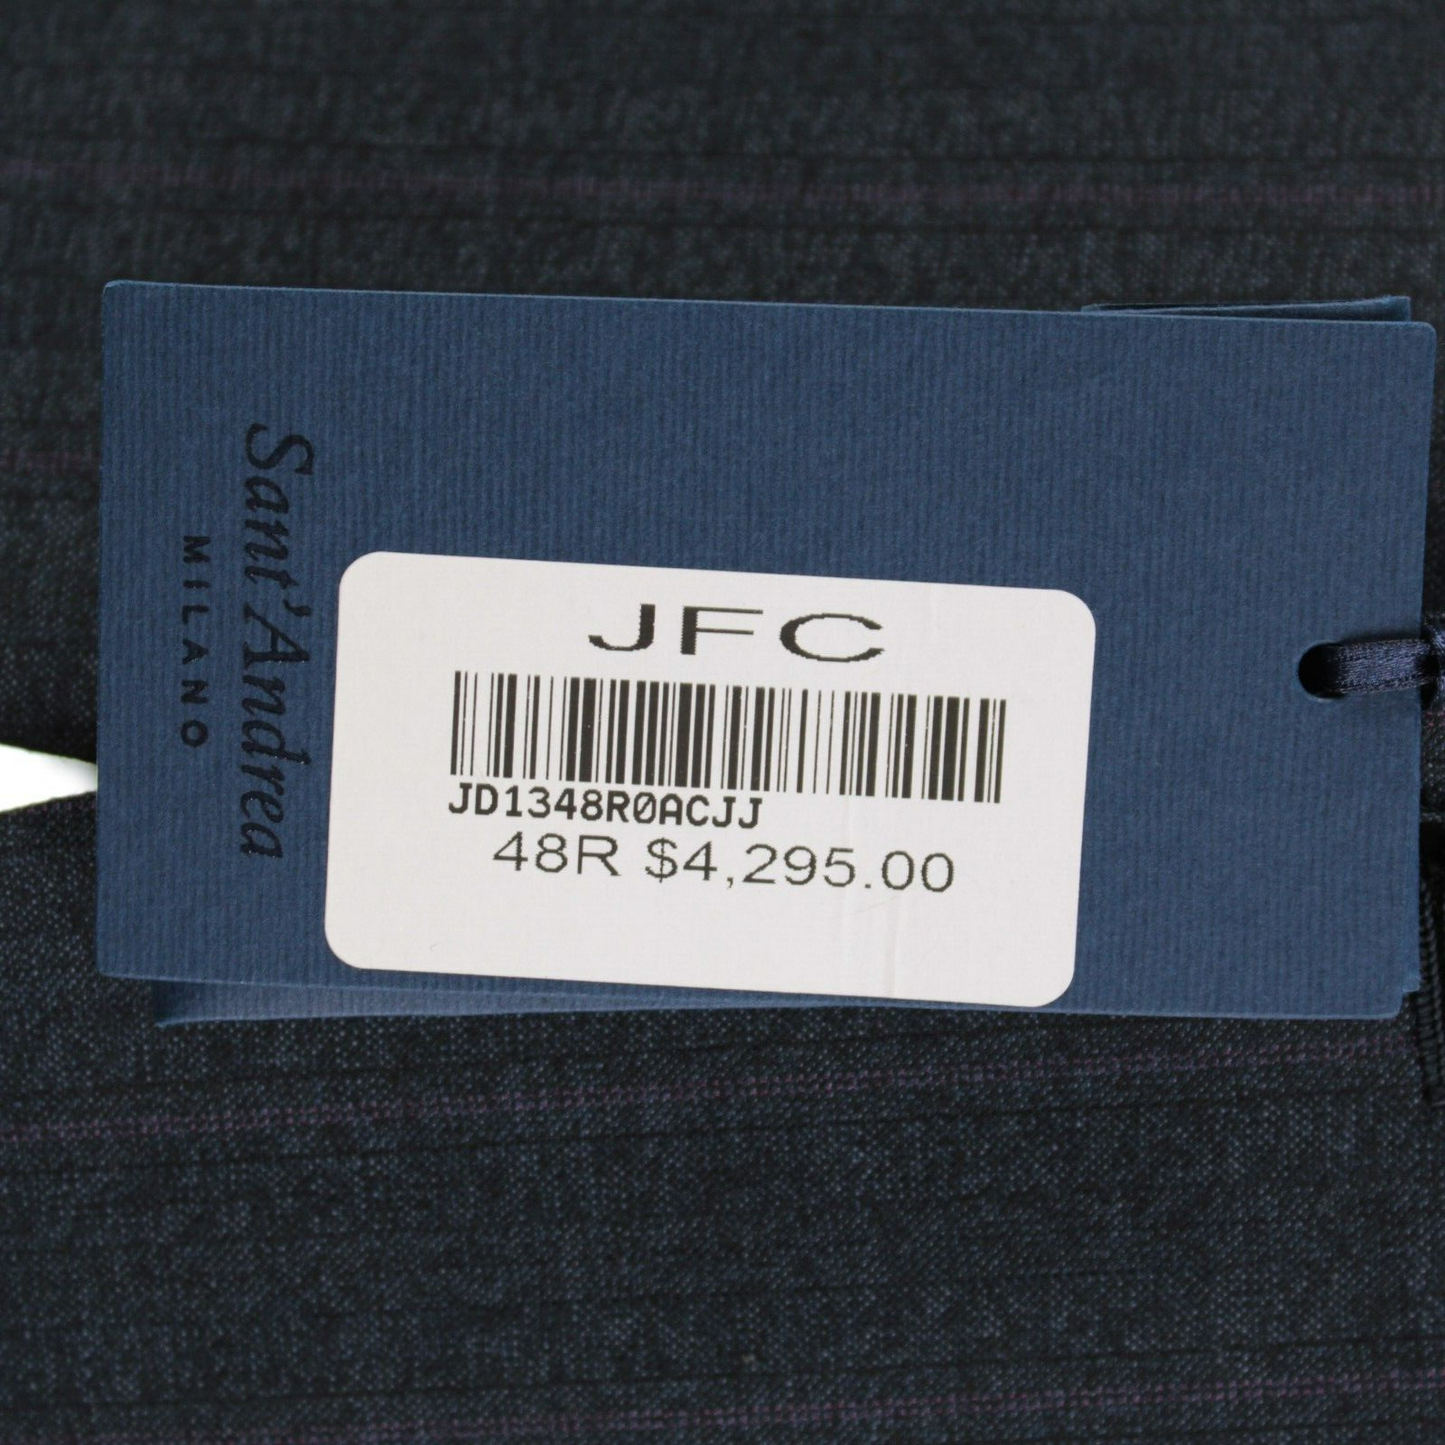 Sant'Andrea
MILANO
JFC
JD1348R0ACJJ
48R $4,295.00